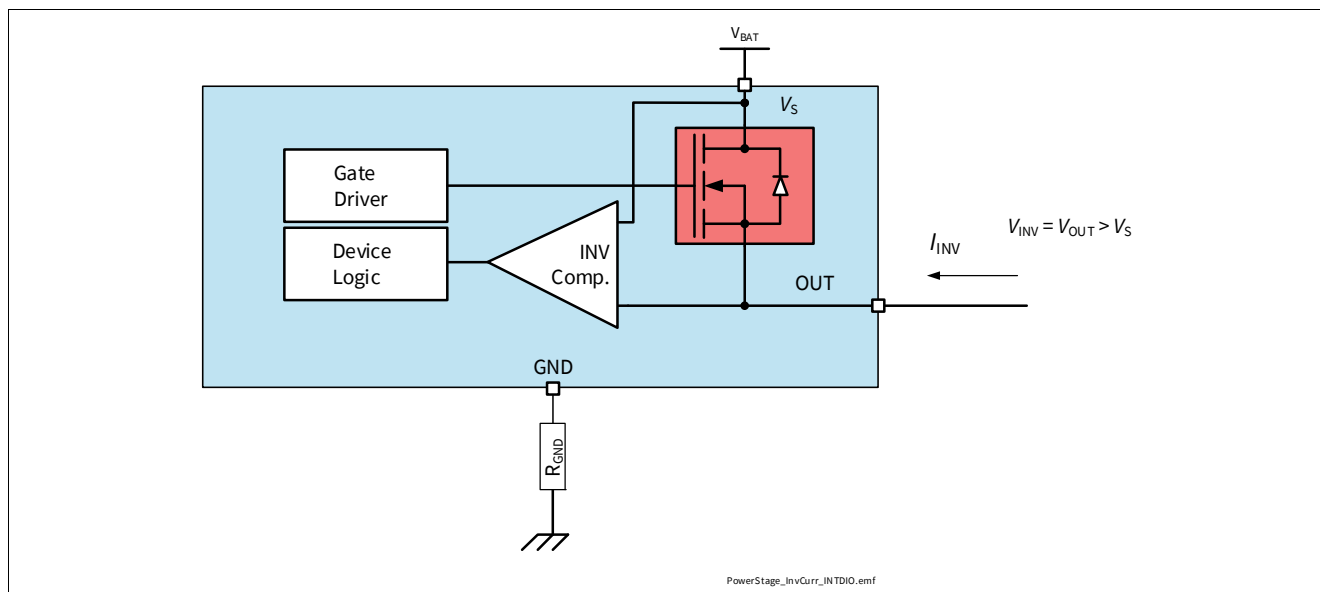 VBAT
VS
Gate
Driver
Device
Logic
INV
Comp.
OUT
IINV
VINV = VOUT > VS
GND
RGND
PowerStage_InvCurr_INTDIO.emf